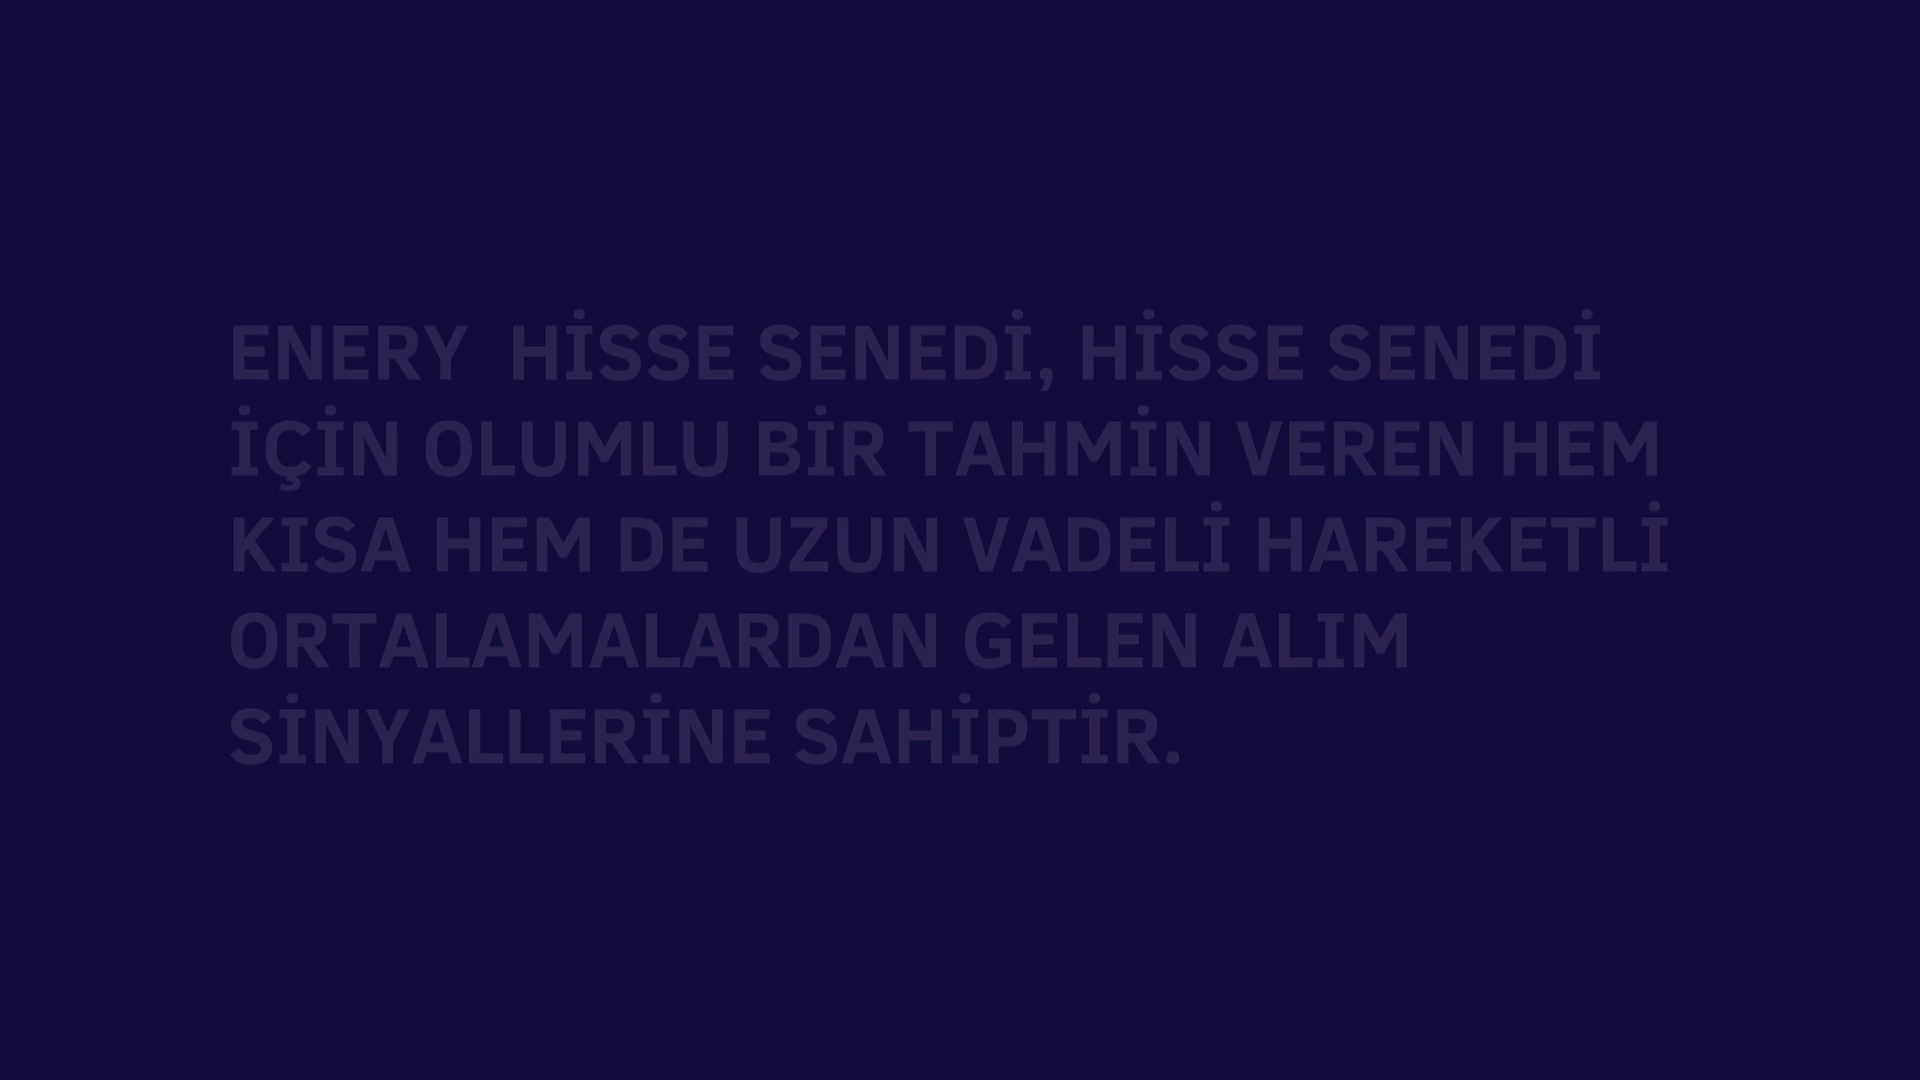 ENERY  HİSSE SENEDİ, HİSSE SENEDİ
İÇİN OLUMLU BİR TAHMİN VEREN HEM
KISA HEM DE UZUN VADELİ HAREKETLİ
ORTALAMALARDAN GELEN ALIM
SİNYALLERİNE SAHİPTİR.